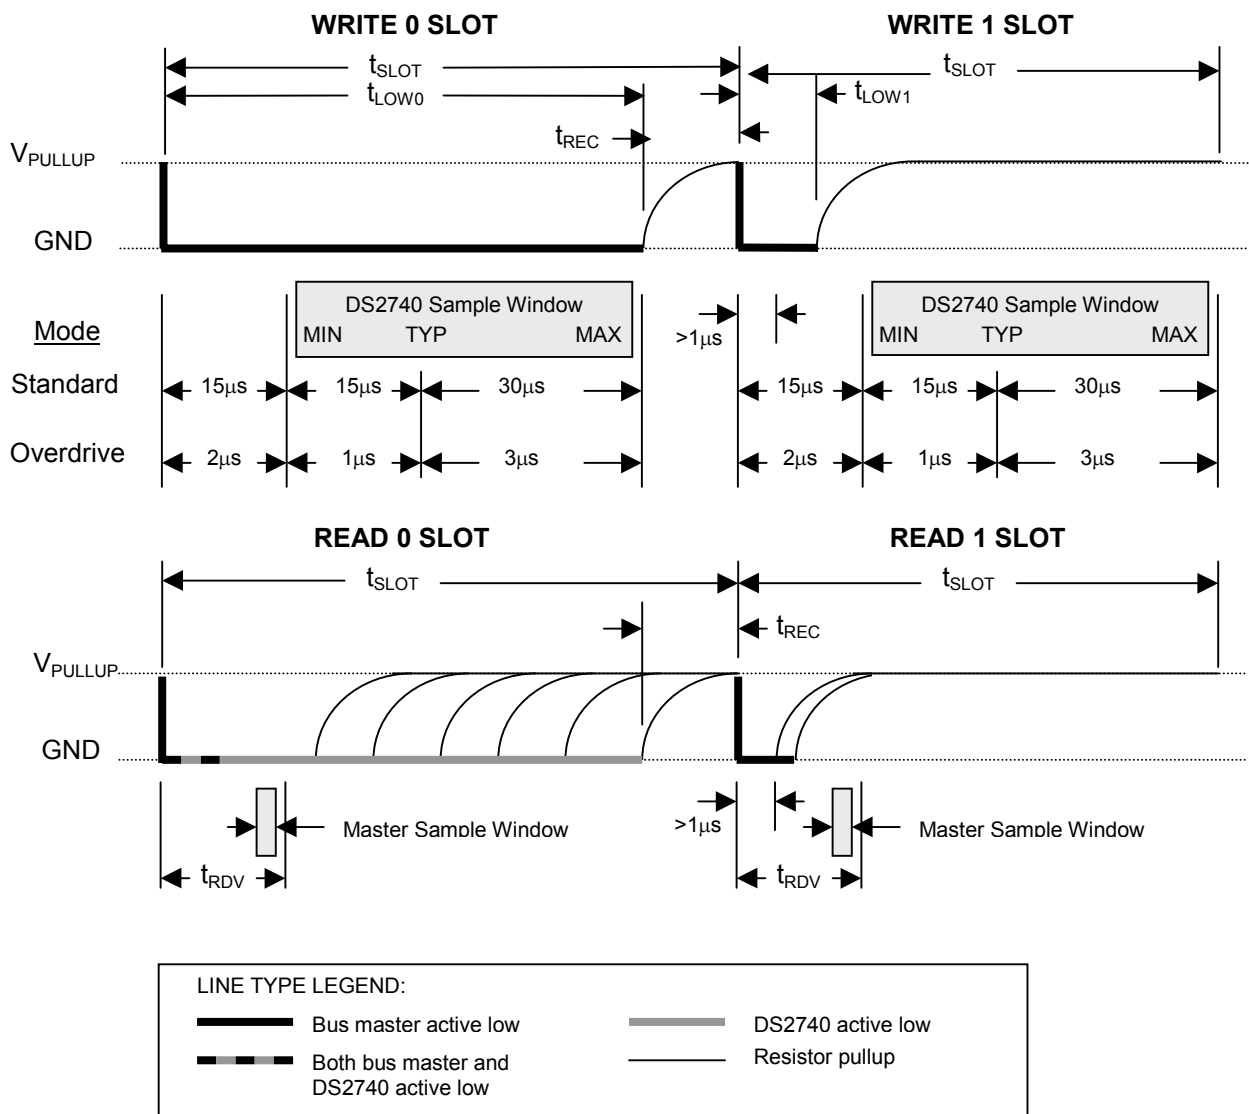 WRITE 0 SLOT WRITE 1 SLOT
tSLOT tSLOT
tLOW0 tLOW1
tREC
VPULLUP
GND
DS2740 Sample Window DS2740 Sample Window
Mode MIN TYP MAX >1μs MIN TYP MAX
Standard 15μs 15μs 30μs 15μs 15μs 30μs
Overdrive 2μs 1μs 3μs 2μs 1μs 3μs
READ 0 SLOT READ 1 SLOT
tSLOT tSLOT
tREC
VPULLUP
GND
>1μs
Master Sample Window Master Sample Window
tRDV tRDV
LINE TYPE LEGEND:
Bus master active low DS2740 active low
Both bus master and Resistor pullup
DS2740 active low